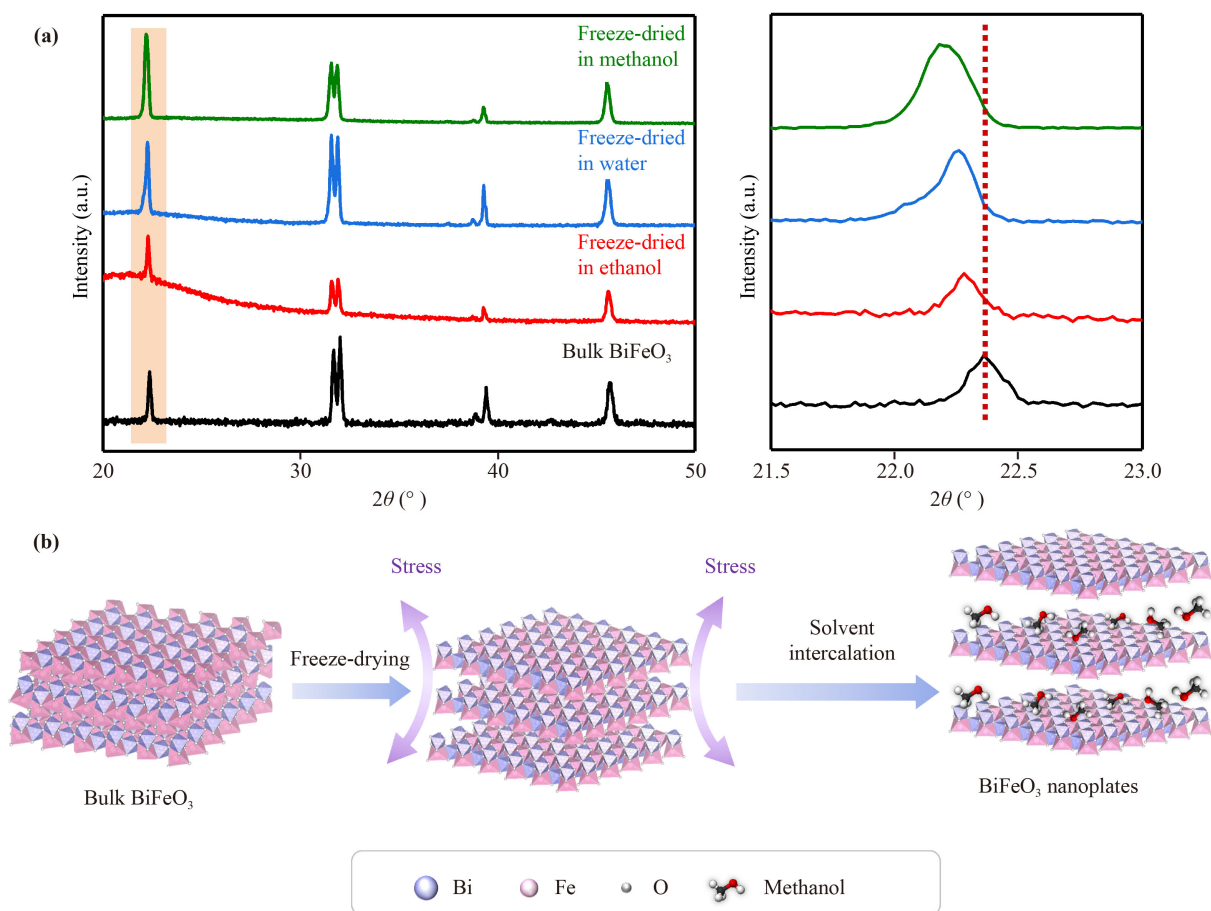 (a)
Freeze-dried
in methanol
Freeze-dried
in water
Freeze-dried
in ethanol
Bulk BiFeO₃
Intensity (a.u.)
20
30
40
50
2θ (° )
Intensity (a.u.)
21.5
22.0
22.5
23.0
2θ (° )
(b)
Stress
Stress
Freeze-drying
Solvent
intercalation
Bulk BiFeO₃
BiFeO₃ nanoplates
Bi
Fe
O
Methanol